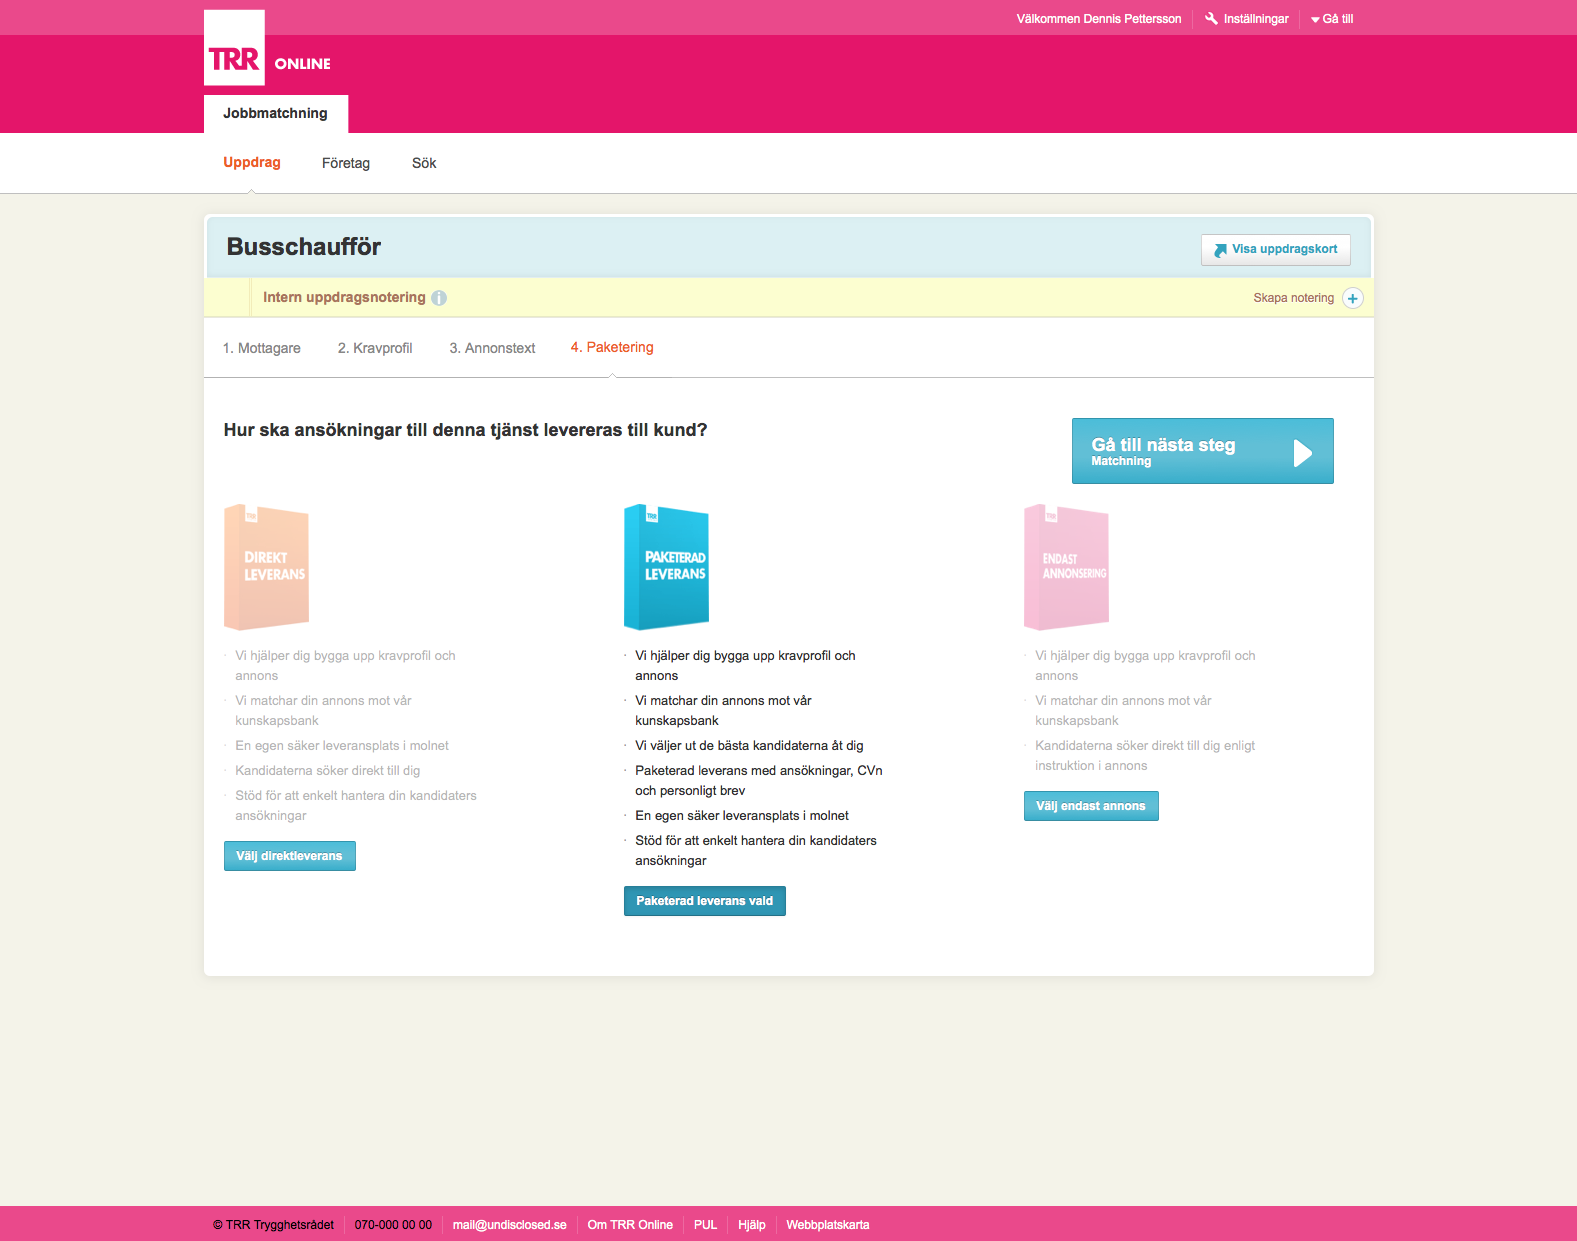 Välkommen Dennis Pettersson
Inställningar
Gå till
TRR
ONLINE
Jobbmatchning
Uppdrag
Företag
Sök
Busschaufför
Visa uppdragskort
Intern uppdragsnotering
i
Skapa notering
+
1. Mottagare
2. Kravprofil
3. Annonstext
4. Paketering
Hur ska ansökningar till denna tjänst levereras till kund?
Gå till nästa steg
Matchning
TRR
DIREKT
LEVERANS
· Vi hjälper dig bygga upp kravprofil och
annons
· Vi matchar din annons mot vår
kunskapsbank
· En egen säker leveransplats i molnet
· Kandidaterna söker direkt till dig
· Stöd för att enkelt hantera din kandidaters
ansökningar
Välj direktleverans
TRR
PAKETERAD
LEVERANS
· Vi hjälper dig bygga upp kravprofil och
annons
· Vi matchar din annons mot vår
kunskapsbank
· Vi väljer ut de bästa kandidaterna åt dig
· Paketerad leverans med ansökningar, CVn
och personligt brev
· En egen säker leveransplats i molnet
· Stöd för att enkelt hantera din kandidaters
ansökningar
Paketerad leverans vald
TRR
ENDAST
ANNONSERING
· Vi hjälper dig bygga upp kravprofil och
annons
· Vi matchar din annons mot vår
kunskapsbank
· Kandidaterna söker direkt till dig enligt
instruktion i annons
Välj endast annons
© TRR Trygghetsrådet
070-000 00 00
mail@undisclosed.se
Om TRR Online
PUL
Hjälp
Webbplatskarta